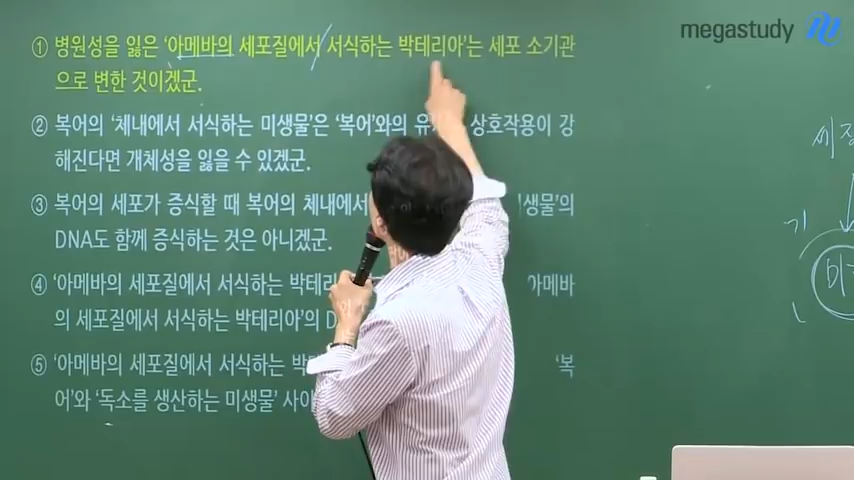 megastudy
① 병원성을 잃은 '아메바의 세포질에서 서식하는 박테리아'는 세포 소기관
으로 변한 것이겠군.
② 복어의 '체내에서 서식하는 미생물'은 '복어'와의 상호작용이 강
해진다면 개체성을 잃을 수 있겠군.
③ 복어의 세포가 증식할 때 복어의 체내에서 미생물'의
DNA도 함께 증식하는 것은 아니겠군.
④ '아메바의 세포질에서 서식하는 아메바
의 세포질에서 서식하는 박테리아'의
⑤ '아메바의 세포질에서 서식하는 '복
어'와 '독소를 생산하는 미생물'